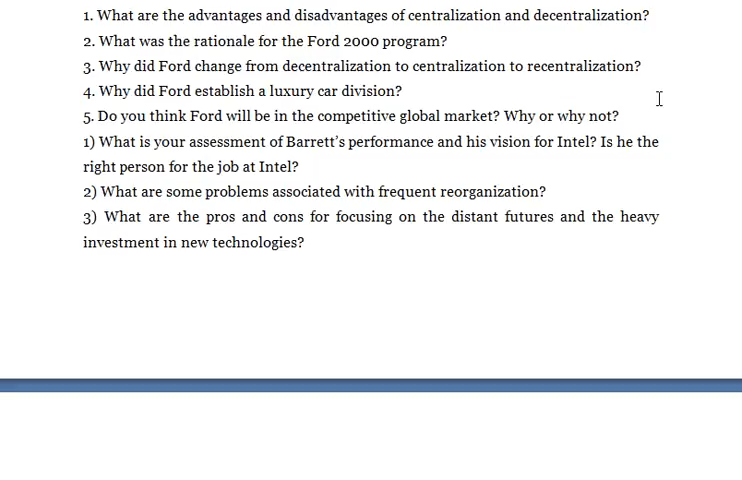 1. What are the advantages and disadvantages of centralization and decentralization?
2. What was the rationale for the Ford 2000 program?
3. Why did Ford change from decentralization to centralization to recentralization?
4. Why did Ford establish a luxury car division?
5. Do you think Ford will be in the competitive global market? Why or why not?
1) What is your assessment of Barrett's performance and his vision for Intel? Is he the
right person for the job at Intel?
2) What are some problems associated with frequent reorganization?
3) What are the pros and cons for focusing on the distant futures and the heavy
investment in new technologies?